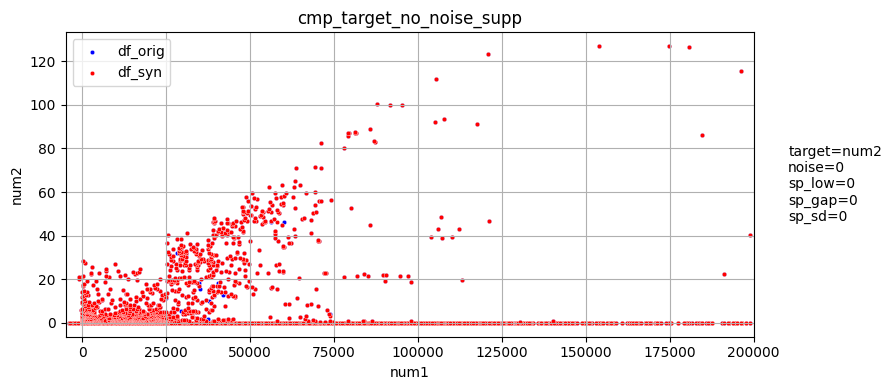 cmp_target_no_noise_supp
df_orig
df_syn
num2
120
100
80
60
40
20
0
0
25000
50000
75000
100000
125000
150000
175000
200000
num1
target=num2
noise=0
sp_low=0
sp_gap=0
sp_sd=0